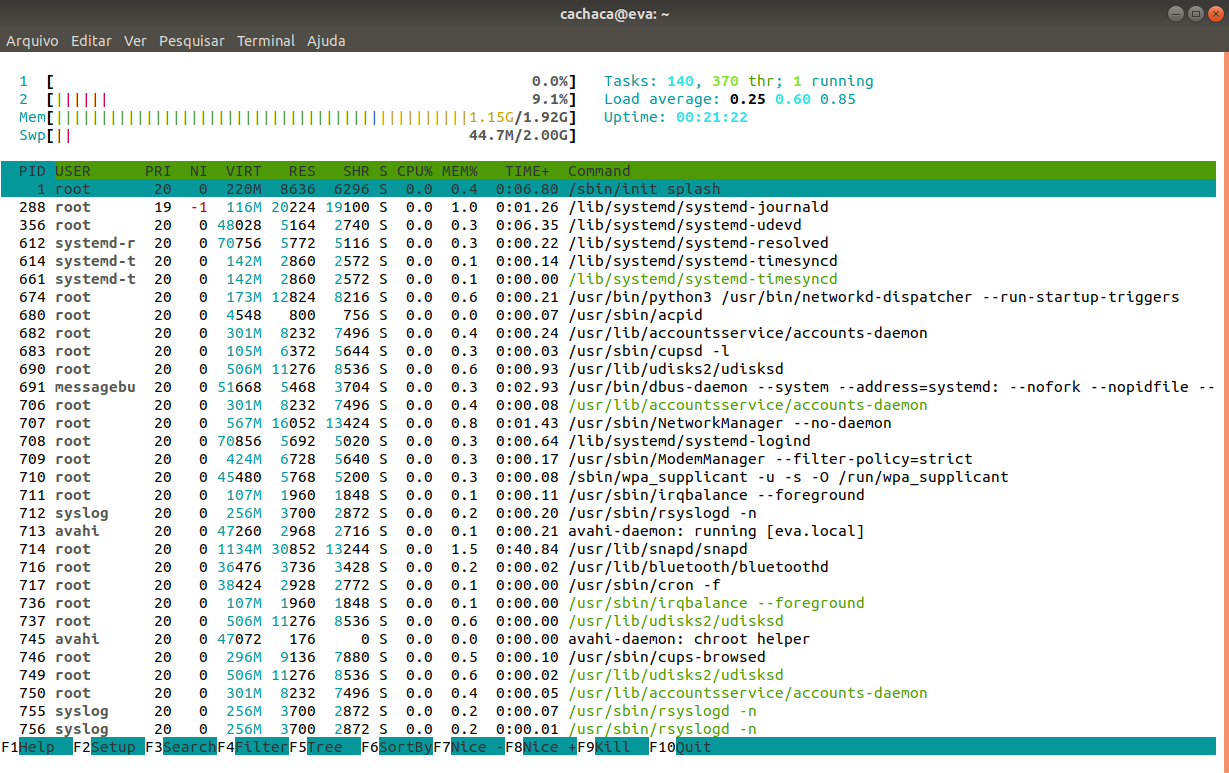 cachaca@eva: ~
Arquivo Editar Ver Pesquisar Terminal Ajuda
1 [ 0.0%] Tasks: 140, 370 thr; 1 running
2 [|||||| 9.1%] Load average: 0.25 0.60 0.85
Mem[||||||||||||||||||||||||||||||||||||||||||||||1.15G/1.92G] Uptime: 00:21:22
Swp[|| 44.7M/2.00G]
PID USER PRI NI VIRT RES SHR S CPU% MEM% TIME+ Command
1 root 20 0 220M 8636 6296 S 0.0 0.4 0:06.80 /sbin/init splash
288 root 19 -1 116M 20224 19100 S 0.0 1.0 0:01.26 /lib/systemd/systemd-journald
356 root 20 0 48028 5164 2740 S 0.0 0.3 0:06.35 /lib/systemd/systemd-udevd
612 systemd-r 20 0 70756 5772 5116 S 0.0 0.3 0:00.22 /lib/systemd/systemd-resolved
614 systemd-t 20 0 142M 2860 2572 S 0.0 0.1 0:00.14 /lib/systemd/systemd-timesyncd
661 systemd-t 20 0 142M 2860 2572 S 0.0 0.1 0:00.00 /lib/systemd/systemd-timesyncd
674 root 20 0 173M 12824 8216 S 0.0 0.6 0:00.21 /usr/bin/python3 /usr/bin/networkd-dispatcher --run-startup-triggers
680 root 20 0 4548 800 756 S 0.0 0.0 0:00.07 /usr/sbin/acpid
682 root 20 0 301M 8232 7496 S 0.0 0.4 0:00.24 /usr/lib/accountsservice/accounts-daemon
683 root 20 0 105M 6372 5644 S 0.0 0.3 0:00.03 /usr/sbin/cupsd -l
690 root 20 0 506M 11276 8536 S 0.0 0.6 0:00.93 /usr/lib/udisks2/udisksd
691 messagebu 20 0 51668 5468 3704 S 0.0 0.3 0:02.93 /usr/bin/dbus-daemon --system --address=systemd: --nofork --nopidfile --
706 root 20 0 301M 8232 7496 S 0.0 0.4 0:00.08 /usr/lib/accountsservice/accounts-daemon
707 root 20 0 567M 16052 13424 S 0.0 0.8 0:01.43 /usr/sbin/NetworkManager --no-daemon
708 root 20 0 70856 5692 5020 S 0.0 0.3 0:00.64 /lib/systemd/systemd-logind
709 root 20 0 424M 6728 5640 S 0.0 0.3 0:00.17 /usr/sbin/ModemManager --filter-policy=strict
710 root 20 0 45480 5768 5200 S 0.0 0.3 0:00.08 /sbin/wpa_supplicant -u -s -O /run/wpa_supplicant
711 root 20 0 107M 1960 1848 S 0.0 0.1 0:00.11 /usr/sbin/irqbalance --foreground
712 syslog 20 0 256M 3700 2872 S 0.0 0.2 0:00.20 /usr/sbin/rsyslogd -n
713 avahi 20 0 47260 2968 2716 S 0.0 0.1 0:00.21 avahi-daemon: running [eva.local]
714 root 20 0 1134M 30852 13244 S 0.0 1.5 0:40.84 /usr/lib/snapd/snapd
716 root 20 0 36476 3736 3428 S 0.0 0.2 0:00.02 /usr/lib/bluetooth/bluetoothd
717 root 20 0 38424 2928 2772 S 0.0 0.1 0:00.00 /usr/sbin/cron -f
736 root 20 0 107M 1960 1848 S 0.0 0.1 0:00.00 /usr/sbin/irqbalance --foreground
737 root 20 0 506M 11276 8536 S 0.0 0.6 0:00.00 /usr/lib/udisks2/udisksd
745 avahi 20 0 47072 176 0 S 0.0 0.0 0:00.00 avahi-daemon: chroot helper
746 root 20 0 296M 9136 7880 S 0.0 0.5 0:00.10 /usr/sbin/cups-browsed
749 root 20 0 506M 11276 8536 S 0.0 0.6 0:00.02 /usr/lib/udisks2/udisksd
750 root 20 0 301M 8232 7496 S 0.0 0.4 0:00.05 /usr/lib/accountsservice/accounts-daemon
755 syslog 20 0 256M 3700 2872 S 0.0 0.2 0:00.07 /usr/sbin/rsyslogd -n
756 syslog 20 0 256M 3700 2872 S 0.0 0.2 0:00.01 /usr/sbin/rsyslogd -n
F1Help F2Setup F3SearchF4FilterF5Tree F6SortByF7Nice -F8Nice +F9Kill F10Quit